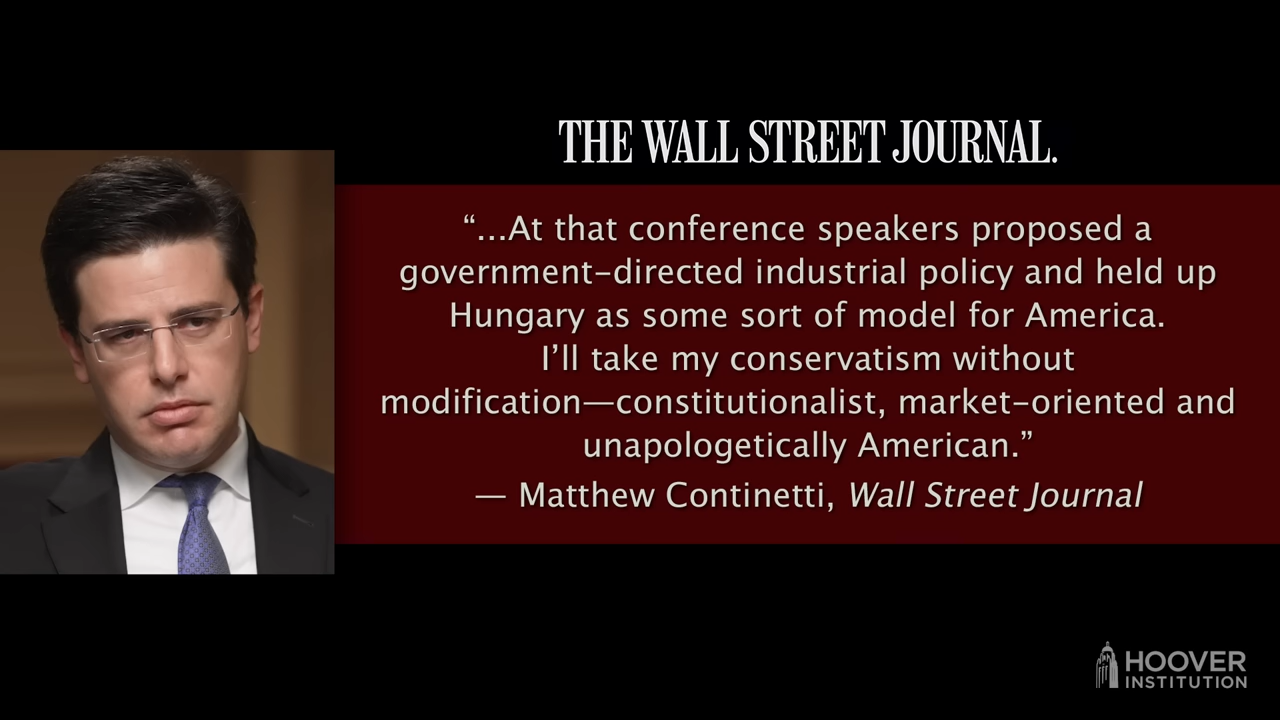 THE WALL STREET JOURNAL.
“...At that conference speakers proposed a
government-directed industrial policy and held up
Hungary as some sort of model for America.
I’ll take my conservatism without
modification—constitutionalist, market-oriented and
unapologetically American.”
— Matthew Continetti, Wall Street Journal
HOOVER
INSTITUTION